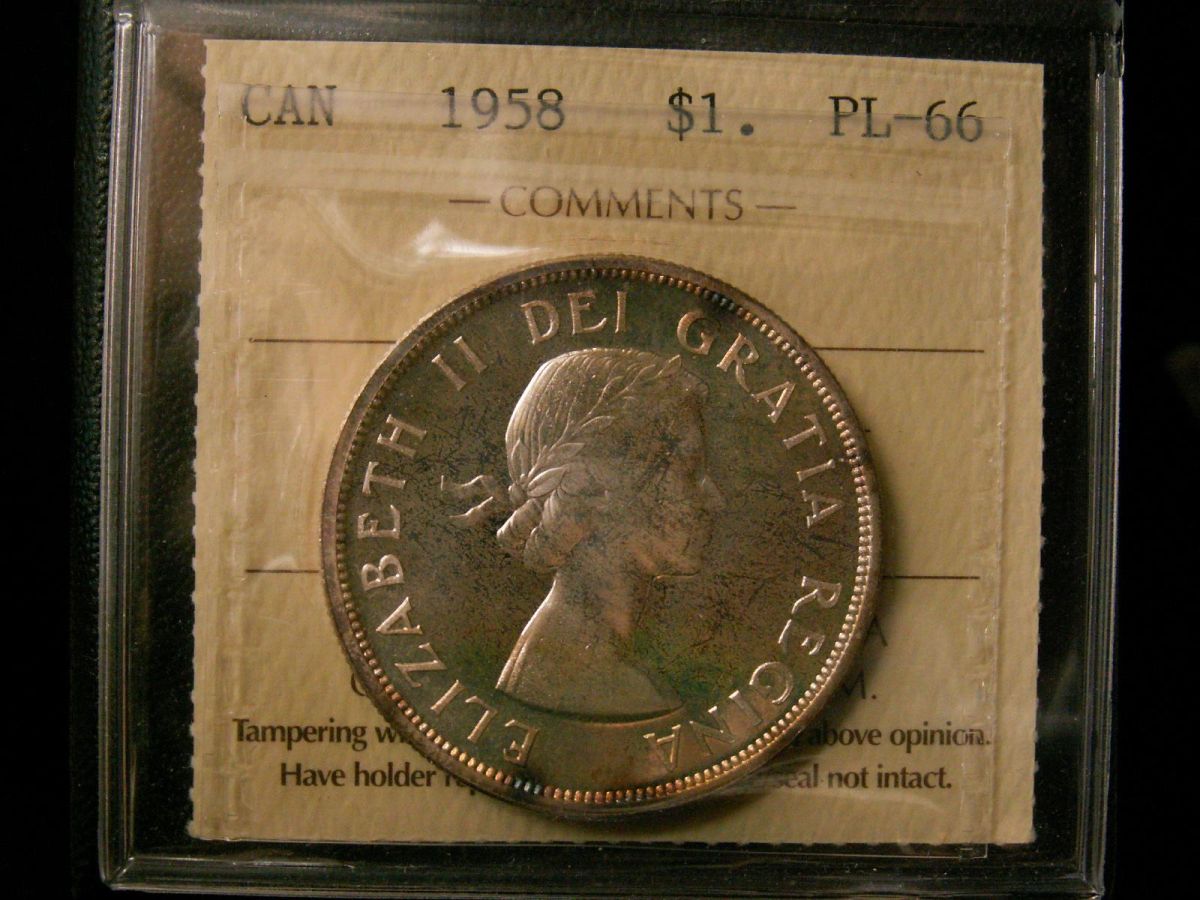 CAN 1958 $1. PL-66
— COMMENTS —
ELIZABETH II DEI GRATIA REGINA
A
M.
Tampering above opinion.
Have holder seal not intact.